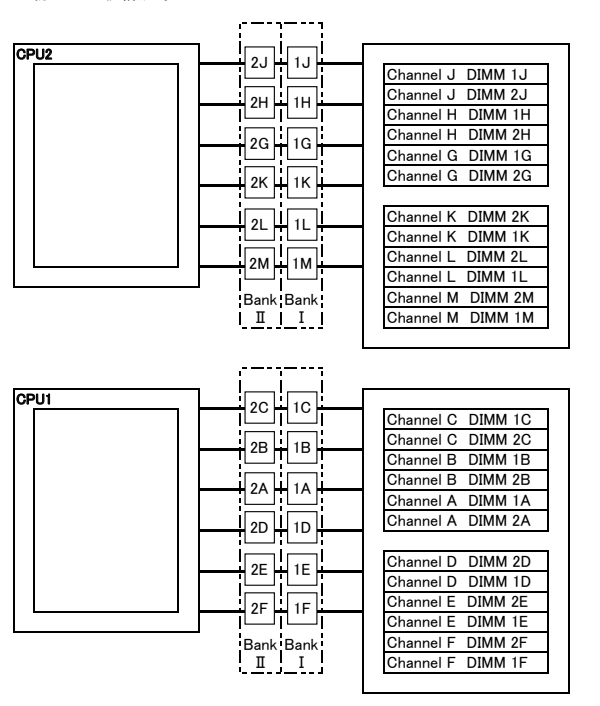 CPU2
2J 1J
2H 1H
2G 1G
2K 1K
2L 1L
2M 1M
Bank Bank
Ⅱ Ⅰ
Channel J DIMM 1J
Channel J DIMM 2J
Channel H DIMM 1H
Channel H DIMM 2H
Channel G DIMM 1G
Channel G DIMM 2G
Channel K DIMM 2K
Channel K DIMM 1K
Channel L DIMM 2L
Channel L DIMM 1L
Channel M DIMM 2M
Channel M DIMM 1M
CPU1
2C 1C
2B 1B
2A 1A
2D 1D
2E 1E
2F 1F
Bank Bank
Ⅱ Ⅰ
Channel C DIMM 1C
Channel C DIMM 2C
Channel B DIMM 1B
Channel B DIMM 2B
Channel A DIMM 1A
Channel A DIMM 2A
Channel D DIMM 2D
Channel D DIMM 1D
Channel E DIMM 2E
Channel E DIMM 1E
Channel F DIMM 2F
Channel F DIMM 1F